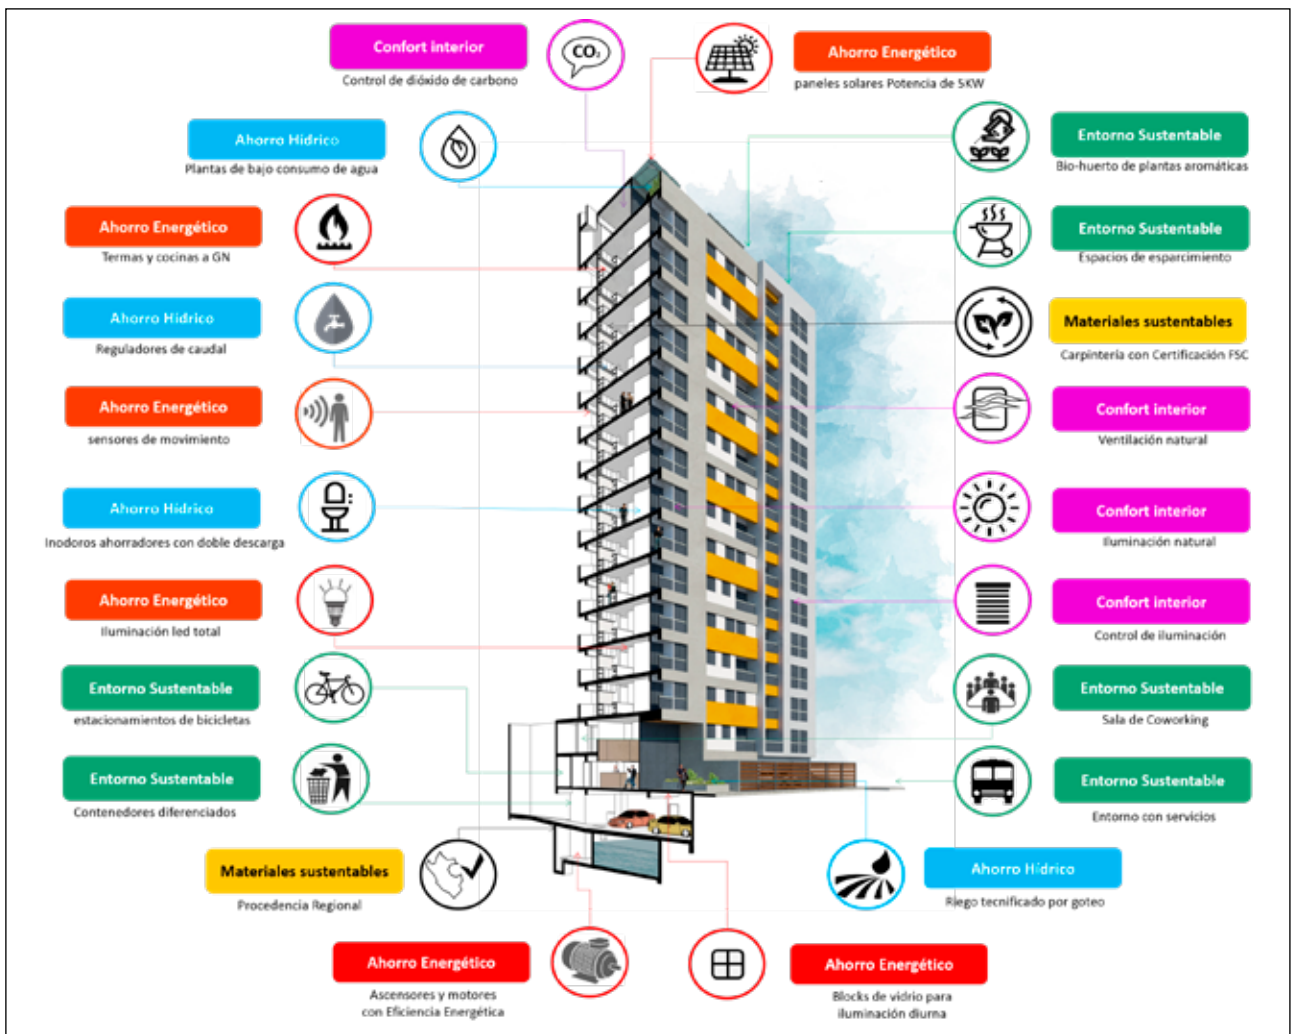 Confort interior
Control de dióxido de carbono
CO₂
Ahorro Energético
paneles solares Potencia de 5KW
Ahorro Hídrico
Plantas de bajo consumo de agua
Entorno Sustentable
Bio-huerto de plantas aromáticas
Ahorro Energético
Termas y cocinas a GN
Entorno Sustentable
Espacios de esparcimiento
Ahorro Hídrico
Reguladores de caudal
Materiales sustentables
Carpintería con Certificación FSC
Ahorro Energético
sensores de movimiento
Confort interior
Ventilación natural
Ahorro Hídrico
Inodoros ahorradores con doble descarga
Confort interior
Iluminación natural
Ahorro Energético
Iluminación led total
Confort interior
Control de iluminación
Entorno Sustentable
estacionamientos de bicicletas
Entorno Sustentable
Sala de Coworking
Entorno Sustentable
Contenedores diferenciados
Entorno Sustentable
Entorno con servicios
Materiales sustentables
Procedencia Regional
Ahorro Hídrico
Riego tecnificado por goteo
Ahorro Energético
Ascensores y motores
con Eficiencia Energética
Ahorro Energético
Blocks de vidrio para
iluminación diurna